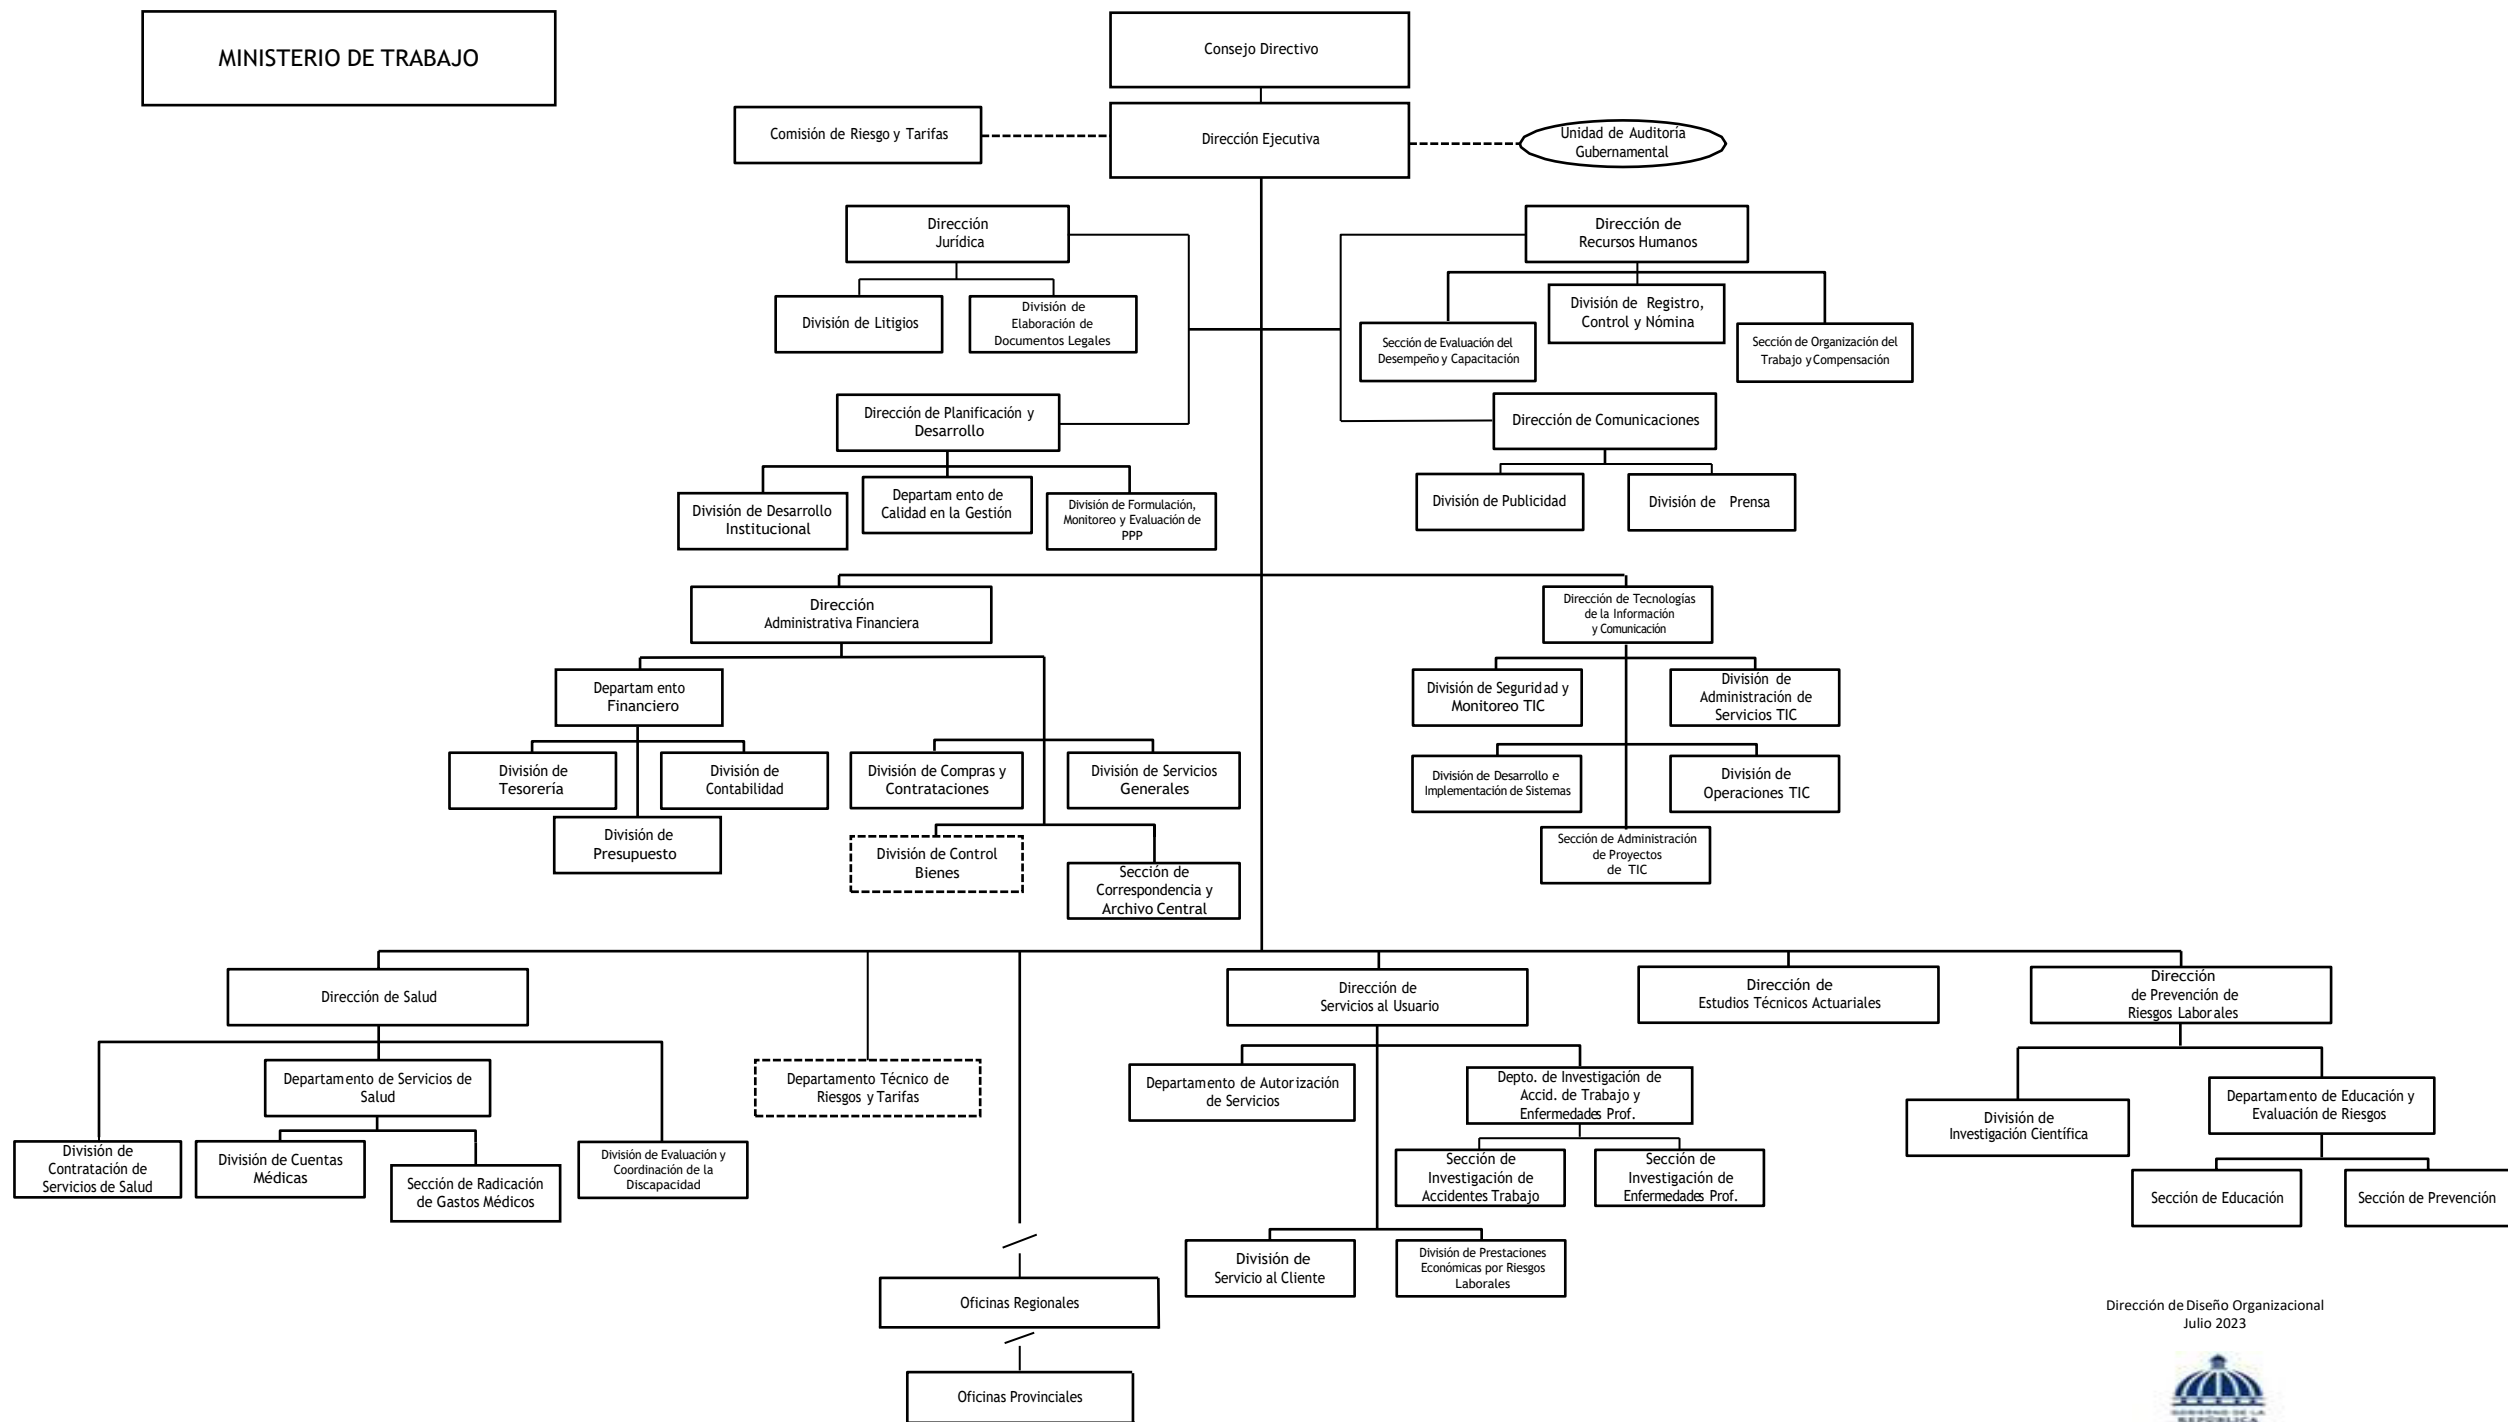 MINISTERIO DE TRABAJO
Consejo Directivo
Comisión de Riesgo y Tarifas
Dirección Ejecutiva
Unidad de Auditoría
Gubernamental
Dirección
Jurídica
Dirección de
Recursos Humanos
División de Litigios
División de
Elaboración de
Documentos Legales
División de Registro,
Control y Nómina
Sección de Evaluación del
Desempeño y Capacitación
Sección de Organización del
Trabajo y Compensación
Dirección de Planificación y
Desarrollo
Dirección de Comunicaciones
División de Desarrollo
Institucional
Departam ento de
Calidad en la Gestión
División de Formulación,
Monitoreo y Evaluación de
PPP
División de Publicidad
División de Prensa
Dirección
Administrativa Financiera
Dirección de Tecnologías
de la Información
y Comunicación
Departam ento
Financiero
División de Seguridad y
Monitoreo TIC
División de
Administración de
Servicios TIC
División de
Tesorería
División de
Contabilidad
División de Compras y
Contrataciones
División de Servicios
Generales
División de Desarrollo e
Implementación de Sistemas
División de
Operaciones TIC
División de
Presupuesto
División de Control
Bienes
Sección de
Correspondencia y
Archivo Central
Sección de Administración
de Proyectos
de TIC
Dirección de Salud
Dirección de
Servicios al Usuario
Dirección de
Estudios Técnicos Actuariales
Dirección
de Prevención de
Riesgos Laborales
Departamento de Servicios de
Salud
Departamento Técnico de
Riesgos y Tarifas
Departamento de Autorización
de Servicios
Depto. de Investigación de
Accid. de Trabajo y
Enfermedades Prof.
División de
Investigación Científica
Departamento de Educación y
Evaluación de Riesgos
División de
Contratación de
Servicios de Salud
División de Cuentas
Médicas
Sección de Radicación
de Gastos Médicos
División de Evaluación y
Coordinación de la
Discapacidad
Sección de
Investigación de
Accidentes Trabajo
Sección de
Investigación de
Enfermedades Prof.
Sección de Educación
Sección de Prevención
División de
Servicio al Cliente
División de Prestaciones
Económicas por Riesgos
Laborales
Oficinas Regionales
Oficinas Provinciales
Dirección de Diseño Organizacional
Julio 2023
GOBIERNO DE LA
REPÚBLICA